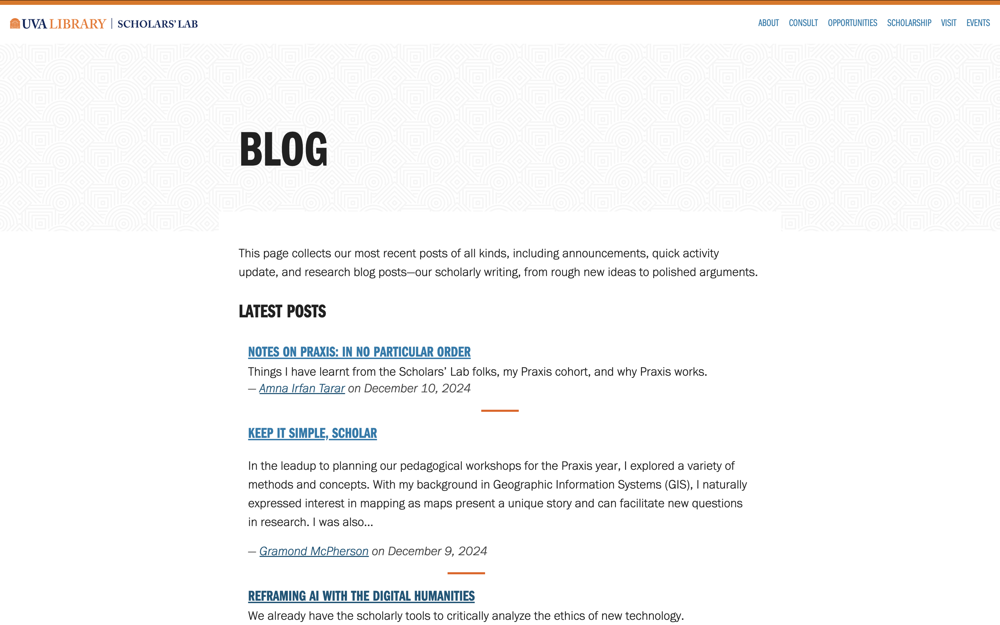 UVA LIBRARY | SCHOLARS' LAB
ABOUT CONSULT OPPORTUNITIES SCHOLARSHIP VISIT EVENTS
BLOG
This page collects our most recent posts of all kinds, including announcements, quick activity
update, and research blog posts—our scholarly writing, from rough new ideas to polished arguments.
LATEST POSTS
NOTES ON PRAXIS: IN NO PARTICULAR ORDER
Things I have learnt from the Scholars’ Lab folks, my Praxis cohort, and why Praxis works.
— Amna Irfan Tarar on December 10, 2024
KEEP IT SIMPLE, SCHOLAR
In the leadup to planning our pedagogical workshops for the Praxis year, I explored a variety of
methods and concepts. With my background in Geographic Information Systems (GIS), I naturally
expressed interest in mapping as maps present a unique story and can facilitate new questions
in research. I was also...
— Gramond McPherson on December 9, 2024
REFRAMING AI WITH THE DIGITAL HUMANITIES
We already have the scholarly tools to critically analyze the ethics of new technology.